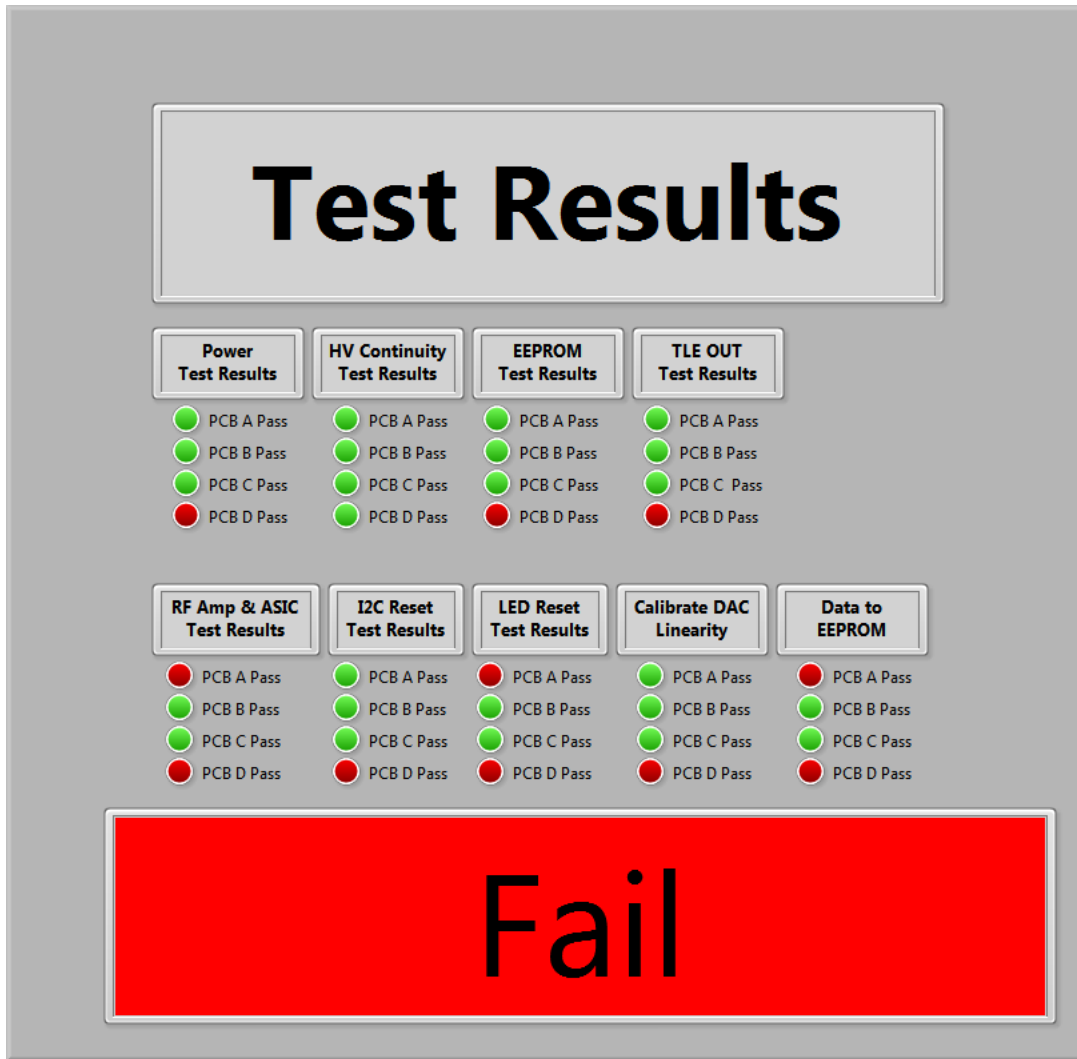 Test Results
Power
Test Results
HV Continuity
Test Results
EEPROM
Test Results
TLE OUT
Test Results
PCB A Pass
PCB B Pass
PCB C Pass
PCB D Pass
PCB A Pass
PCB B Pass
PCB C Pass
PCB D Pass
PCB A Pass
PCB B Pass
PCB C Pass
PCB D Pass
PCB A Pass
PCB B Pass
PCB C  Pass
PCB D Pass
RF Amp & ASIC
Test Results
I2C Reset
Test Results
LED Reset
Test Results
Calibrate DAC
Linearity
Data to
EEPROM
PCB A Pass
PCB B Pass
PCB C Pass
PCB D Pass
PCB A Pass
PCB B Pass
PCB C Pass
PCB D Pass
PCB A Pass
PCB B Pass
PCB C Pass
PCB D Pass
PCB A Pass
PCB B Pass
PCB C Pass
PCB D Pass
PCB A Pass
PCB B Pass
PCB C Pass
PCB D Pass
Fail